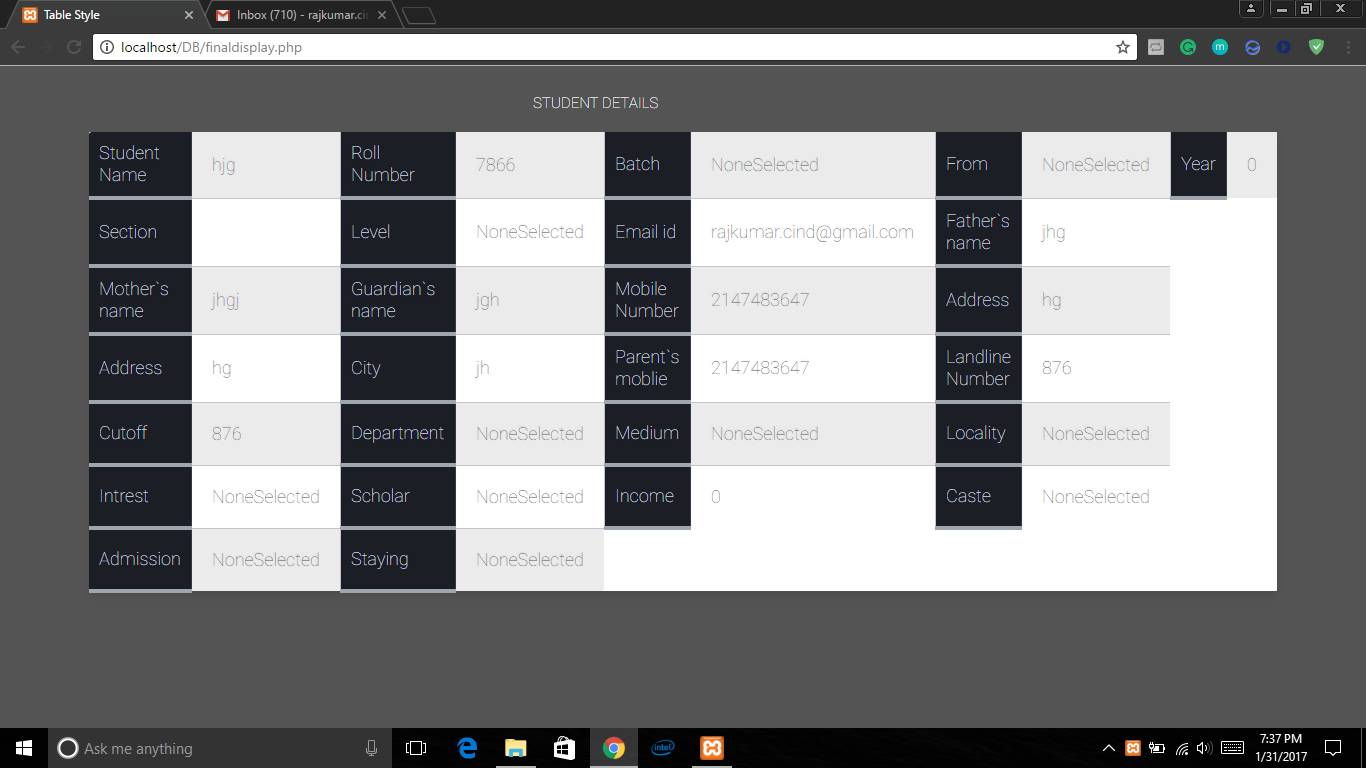 Table Style
Inbox (710) - rajkumar.cin
localhost/DB/finaldisplay.php
STUDENT DETAILS
Student Name hjg Roll Number 7866 Batch NoneSelected From NoneSelected Year 0
Section Level NoneSelected Email id rajkumar.cind@gmail.com Father`s name jhg
Mother`s name jhgj Guardian`s name jgh Mobile Number 2147483647 Address hg
Address hg City jh Parent`s moblie 2147483647 Landline Number 876
Cutoff 876 Department NoneSelected Medium NoneSelected Locality NoneSelected
Intrest NoneSelected Scholar NoneSelected Income 0 Caste NoneSelected
Admission NoneSelected Staying NoneSelected
Ask me anything
7:37 PM
1/31/2017